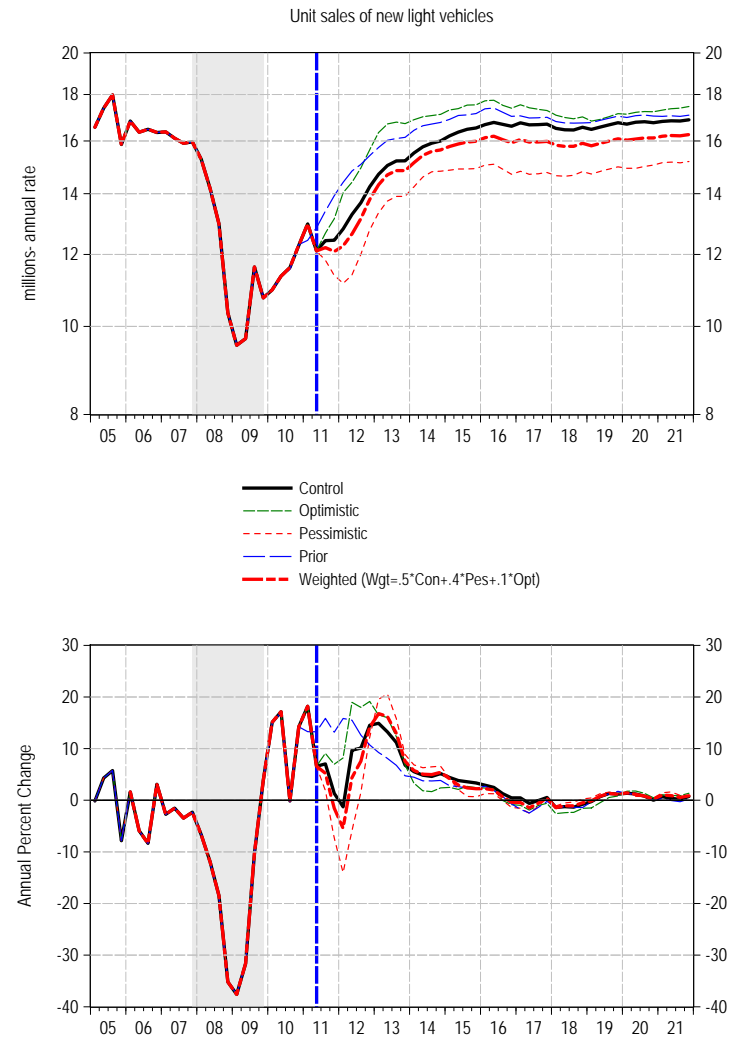 Unit sales of new light vehicles
20 20
18 18
16 16
14 14
12 12
10 10
8 8
millions- annual rate
05 06 07 08 09 10 11 12 13 14 15 16 17 18 19 20 21
Control
Optimistic
Pessimistic
Prior
Weighted (Wgt=.5*Con+.4*Pes+.1*Opt)
30 30
20 20
10 10
0 0
-10 -10
-20 -20
-30 -30
-40 -40
Annual Percent Change
05 06 07 08 09 10 11 12 13 14 15 16 17 18 19 20 21